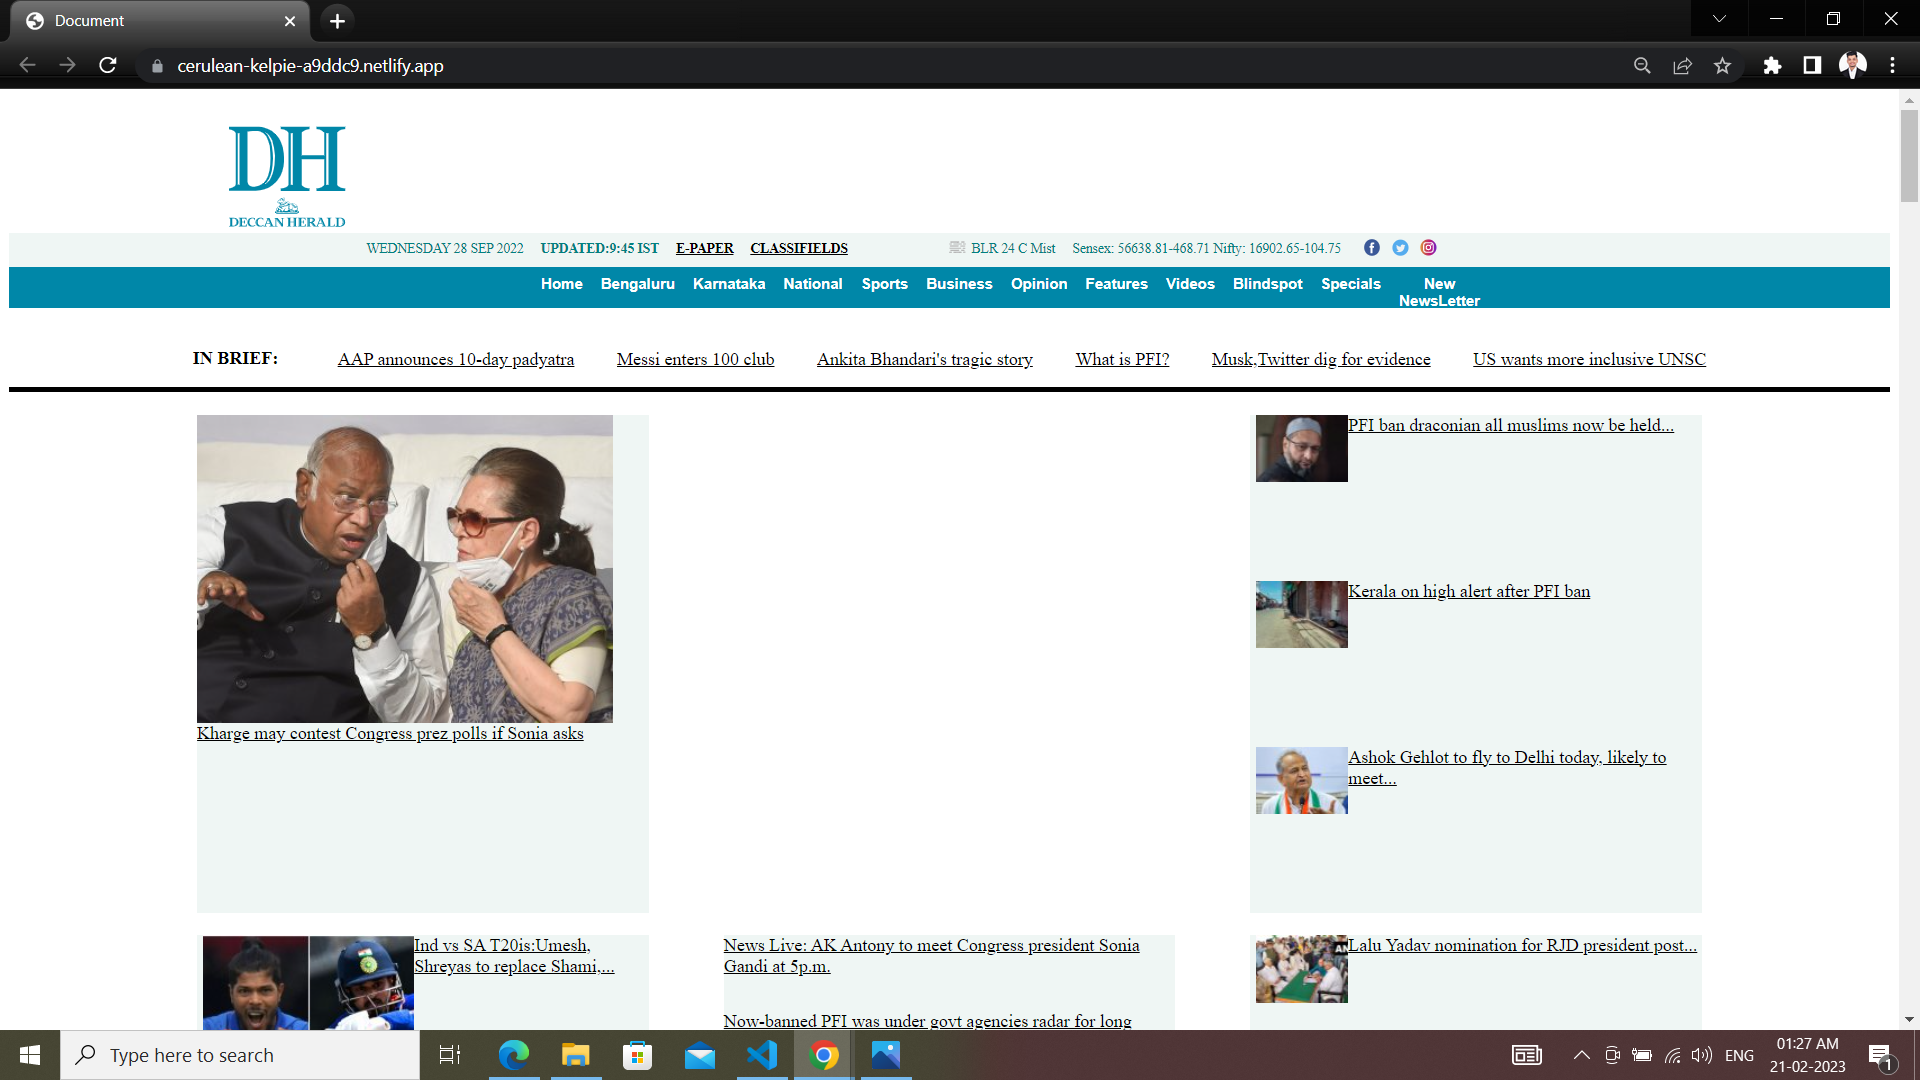 Document
cerulean-kelpie-a9ddc9.netlify.app
DH
DECCAN HERALD
WEDNESDAY 28 SEP 2022 UPDATED:9:45 IST E-PAPER CLASSIFIEDS BLR 24 C Mist Sensex: 56638.81-468.71 Nifty: 16902.65-104.75
Home Bengaluru Karnataka National Sports Business Opinion Features Videos Blindspot Specials New
NewsLetter
IN BRIEF: AAP announces 10-day padyatra Messi enters 100 club Ankita Bhandari's tragic story What is PFI? Musk,Twitter dig for evidence US wants more inclusive UNSC
Kharge may contest Congress prez polls if Sonia asks
PFI ban draconian all muslims now be held...
Kerala on high alert after PFI ban
Ashok Gehlot to fly to Delhi today, likely to
meet...
Ind vs SA T20is:Umesh,
Shreyas to replace Shami,...
News Live: AK Antony to meet Congress president Sonia
Gandi at 5p.m.
Now-banned PFI was under govt agencies radar for long
AN
Lalu Yadav nomination for RJD president post...
Type here to search
ENG
01:27 AM
21-02-2023
1